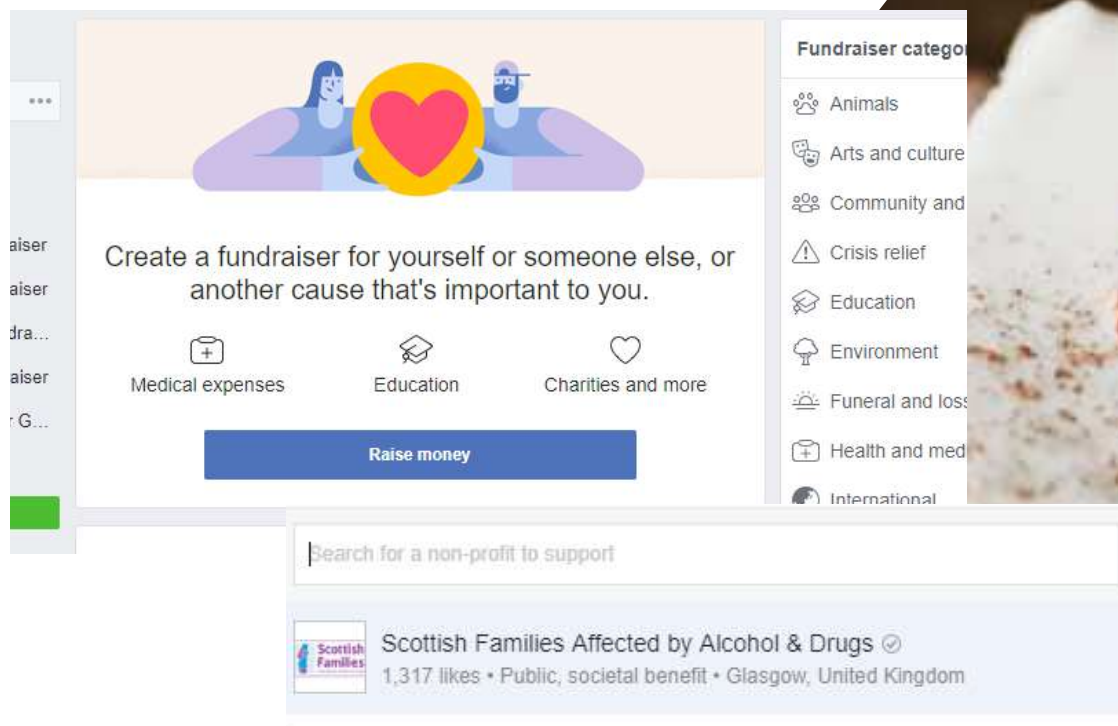 Fundraiser catego
Animals
Arts and culture
Community and
Crisis relief
Education
Environment
Funeral and loss
Health and med
International
aiser
aiser
dra...
aiser
r G...
Create a fundraiser for yourself or someone else, or
another cause that's important to you.
Medical expenses
Education
Charities and more
Raise money
Search for a non-profit to support
Scottish
Families
Scottish Families Affected by Alcohol & Drugs
1,317 likes • Public, societal benefit • Glasgow, United Kingdom